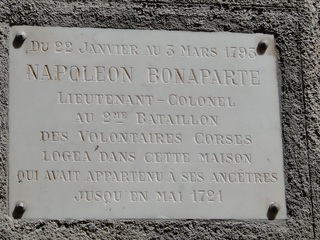 DU 22 JANVIER AU 3 MARS 1793
NAPOLEON BONAPARTE
LIEUTENANT-COLONEL
AU 2ME BATAILLON
DES VOLONTAIRES CORSES
LOGEA DANS CETTE MAISON
QUI AVAIT APPARTENU À SES ANCÊTRES
JUSQU'EN MAI 1721